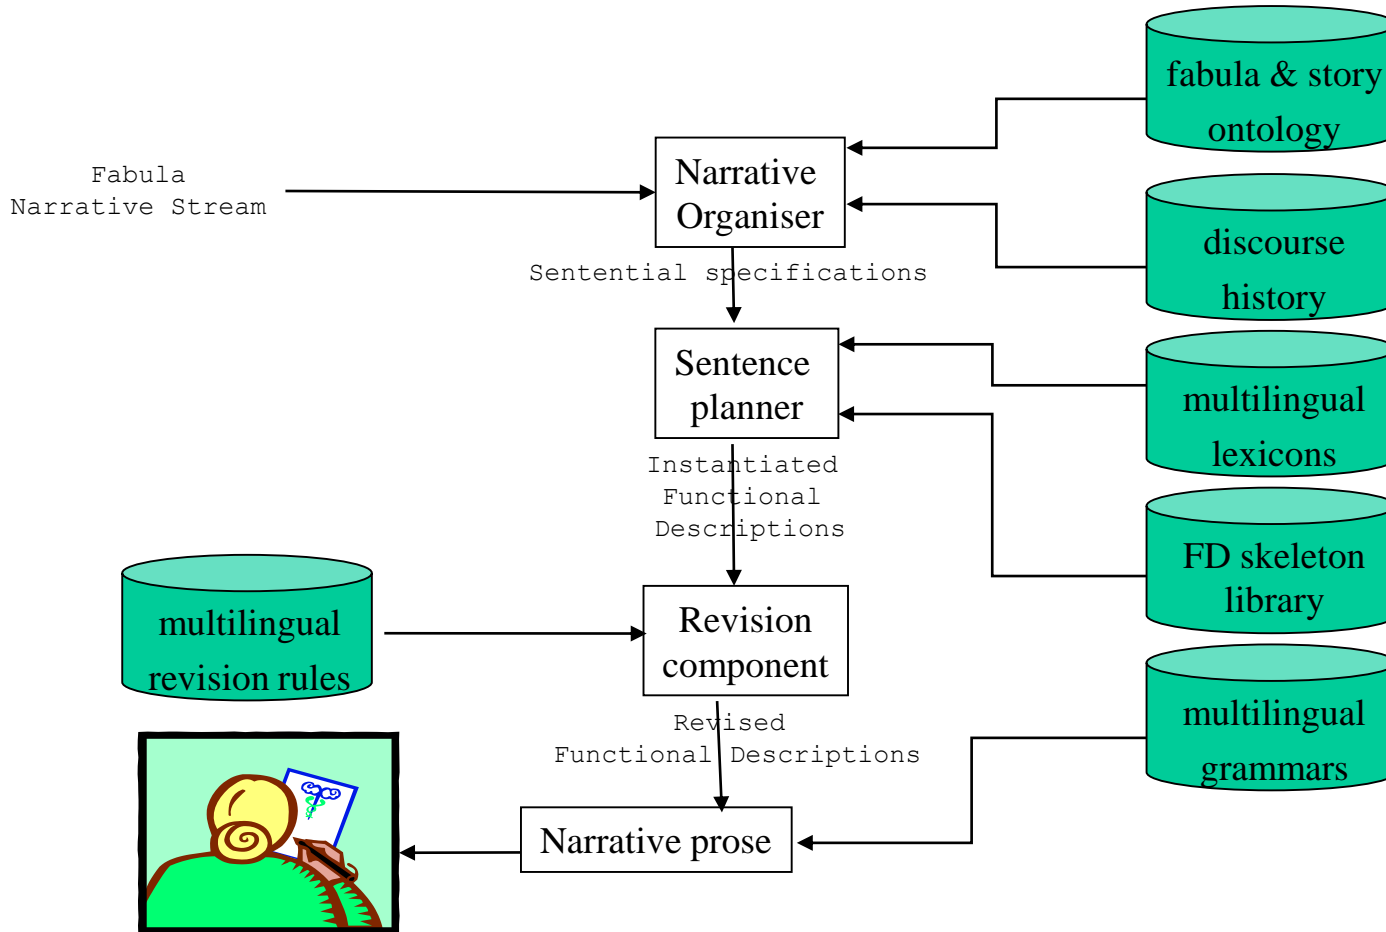 fabula & story
ontology
Fabula
Narrative Stream
Narrative
Organiser
discourse
history
Sentential specifications
Sentence
planner
multilingual
lexicons
Instantiated
Functional
Descriptions
FD skeleton
library
multilingual
revision rules
Revision
component
multilingual
grammars
Revised
Functional Descriptions
Narrative prose